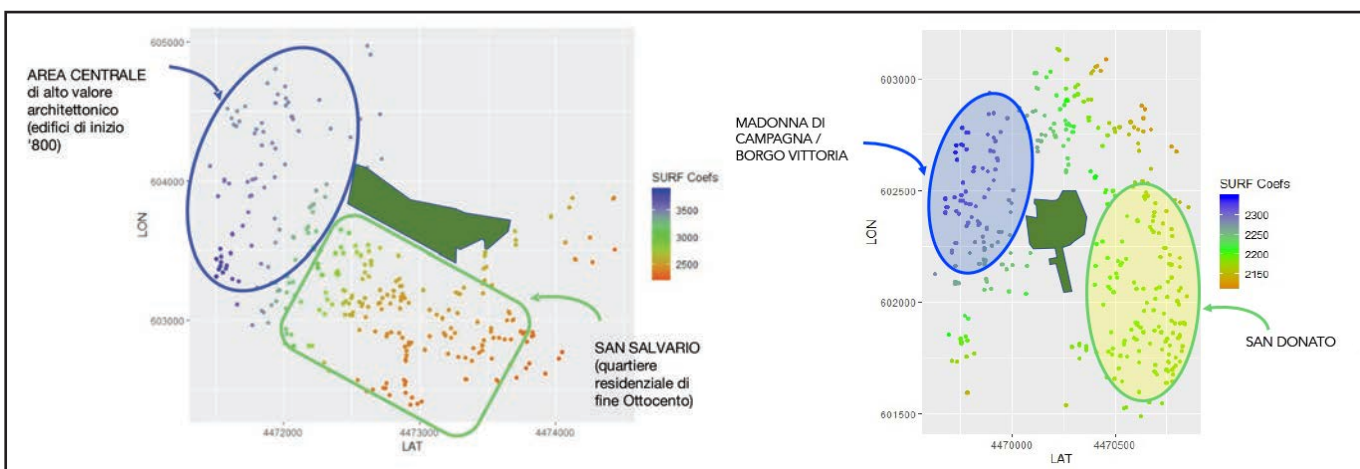 AREA CENTRALE
di alto valore
architettonico
(edifici di inizio
'800)
605000
604000
603000
LON
4472000
4473000
4474000
LAT
SURF Coefs
3500
3000
2500
SAN SALVARIO
(quartiere
residenziale di
fine Ottocento)
MADONNA DI
CAMPAGNA /
BORGO VITTORIA
603000
602500
602000
601500
LON
4470000
4470500
LAT
SURF Coefs
2300
2250
2200
2150
SAN DONATO